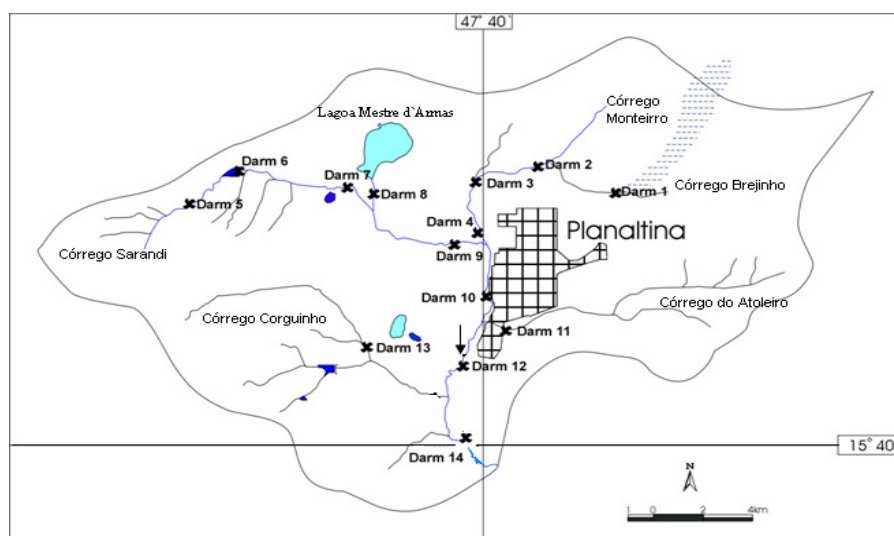 47° 40'
Lagoa Mestre d`Armas
Córrego
Monteirro
Darm 6
Darm 7
Darm 8
Darm 5
Darm 2
Darm 3
Darm 1
Córrego Brejinho
Darm 4
Darm 9
Planaltina
Córrego Sarandi
Darm 10
Córrego do Atoleiro
Córrego Corguinho
Darm 11
Darm 13
Darm 12
Darm 14
15° 40'
N
1 0 2 4km